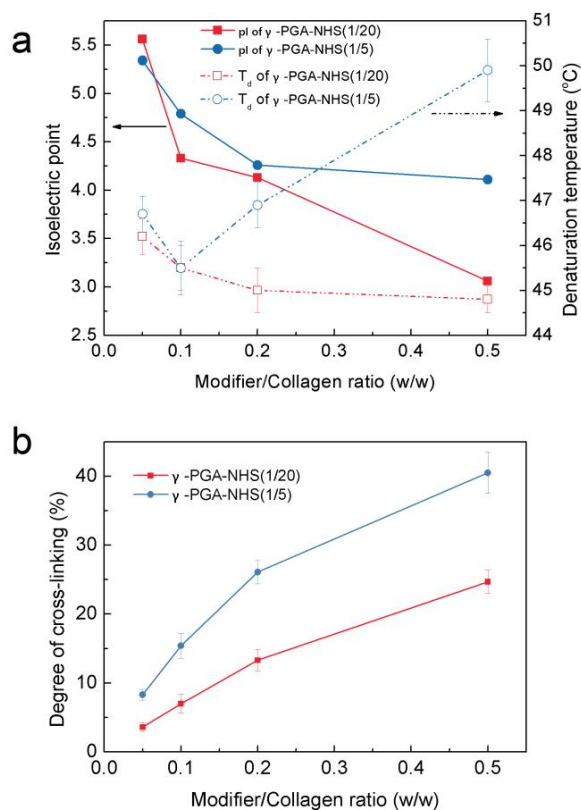 a
pI of γ -PGA-NHS(1/20)
pI of γ -PGA-NHS(1/5)
Td of γ -PGA-NHS(1/20)
Td of γ -PGA-NHS(1/5)
Isoelectric point
5.5
5.0
4.5
4.0
3.5
3.0
2.5
Denaturation temperature (°C)
51
50
49
48
47
46
45
44
0.0 0.1 0.2 0.3 0.4 0.5
Modifier/Collagen ratio (w/w)
b
γ -PGA-NHS(1/20)
γ -PGA-NHS(1/5)
Degree of cross-linking (%)
40
30
20
10
0
0.0 0.1 0.2 0.3 0.4 0.5
Modifier/Collagen ratio (w/w)